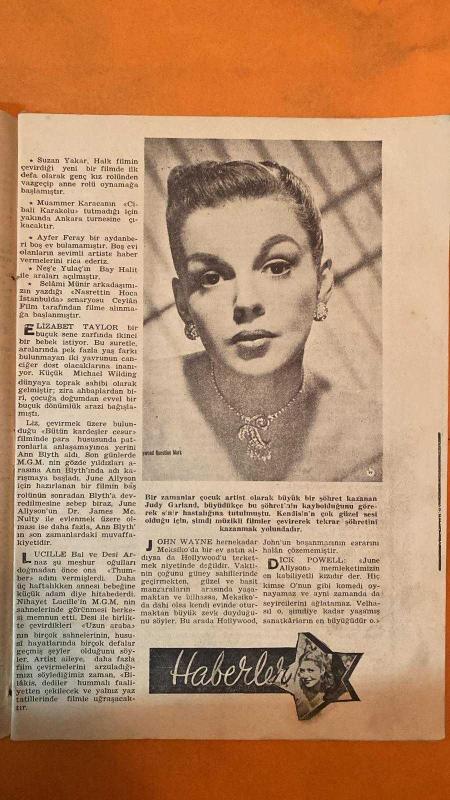 ★ Suzan Yakar, Halk filmin
çevirdiği yeni bir filmde ilk
defa olarak genç kız rolünden
vazgeçip anne rolü oynamağa
başlamıştır.
★ Muammer Karacanın «Ci-
bali Karakolu» tutmadığı için
yakında Ankara turnesine çı-
kacaktır.
★ Ayfer Feray bir aydanbe-
ri boş ev bulamamıştır. Boş evi
olanların sevimli artiste haber
vermelerini rica ederiz.
★ Neş'e Yulaç'ın Bay Halit
ile araları açılmıştır.
★ Selâmi Münir arkadaşımı-
zın yazdığı «Nasrettin Hoca
İstanbulda» senaryosu Ceylân
Film tarafından filme alınma-
ğa başlanmıştır.
ELİZABET TAYLOR bir
buçuk sene zarfında ikinci
bir bebek istiyor. Bu suretle,
aralarında pek fazla yaş farkı
bulunmayan iki yavrunun can-
ciğer dost olacaklarına inanı-
yor. Küçük Michael Wilding
dünyaya toprak sahibi olarak
gelmiştir; zira ahbaplardan bi-
ri, çocuğa doğumdan evvel bir
buçuk dönümlük arazi bağışla-
mıştı.
Liz, çevirmek üzere bulun-
duğu «Bütün kardeşler cesur»
filminde para hususunda pat-
ronlarla anlaşamayınca yerini
Ann Blyth aldı. Son günlerde
M.G.M. nin gözde yıldızları a-
rasına Ann Blyth'ında adı ka-
rışmaya başladı. June Allyson
için hazırlanan bir filmin baş
rolünün sonradan Blyth'a dev-
redilmesine sebep biraz, June
Allyson'un Dr. James Mc.
Nulty ile evlenmek üzere ol-
ması ise daha fazla, Ann Blyth'
in son zamanlardaki muvaffa-
kiyetidir.
LUCILLE Bal ve Desi Ar-
naz şu meşhur oğulları
doğmadan önce ona «Thum-
ber» adını vermişlerdi. Daha
üç haftalıkken annesi bebeğine
küçük adam diye hitabederdi.
Nihayet Lucille'in M.G.M. nin
sahnelerinde görünmesi herke-
si memnun etti. Desi ile birlik-
te çevirdikleri «Uzun araba»
nın birçok sahnelerinin, husu-
sî hayatlarında birçok defalar
geçmiş şeyler olduğunu söy-
ler. Artist aileye, daha fazla
film çevirmelerini arzuladığı-
mızı söylediğimiz zaman, «Bi-
lâkis, dediler hummalı faali-
yetten çekilecek ve yalnız yaz
tatillerinde filmle uğraşacak-
tır.
ywood Question Mark
Bir zamanlar çocuk artist olarak büyük bir şöhret kazanan
Judy Garland, büyüdükçe bu şöhret'n kaybolduğunu göre-
rek s'n'r hastalığına tutulmuştu. Kendisin'n çok güzel sesi
olduğu için, şimdi müzikli filmler çevirerek tekrar şöhretini
kazanmak yolundadır.
JOHN WAYNE hernekadar
Meksiko'da bir ev satın al-
dıysa da Hollywood'u terket-
mek niyetinde değildir. Vakti-
nin çoğunu güney sahillerinde
geçirmekten, güzel ve basit
manzaraların arasında yaşa-
maktan ve bilhassa, Meksiko-
da dahi olsa kendi evinde otur-
maktan büyük zevk duyduğu-
nu söyler. Bu arada Hollywood,
John'un boşanmasının esrarını
halân çözememiştir.
DICK POWELL: «June
Allyson» memleketimizin
en kabiliyetli kızıdır der. Hiç
kimse O'nun gibi komedi oy-
nayamaz ve aynı zamanda da
seyircilerini ağlatamaz. Velha-
sıl o, şimdiye kadar yaşamış
sanatkârların en büyüğüdür o.»
Haberler